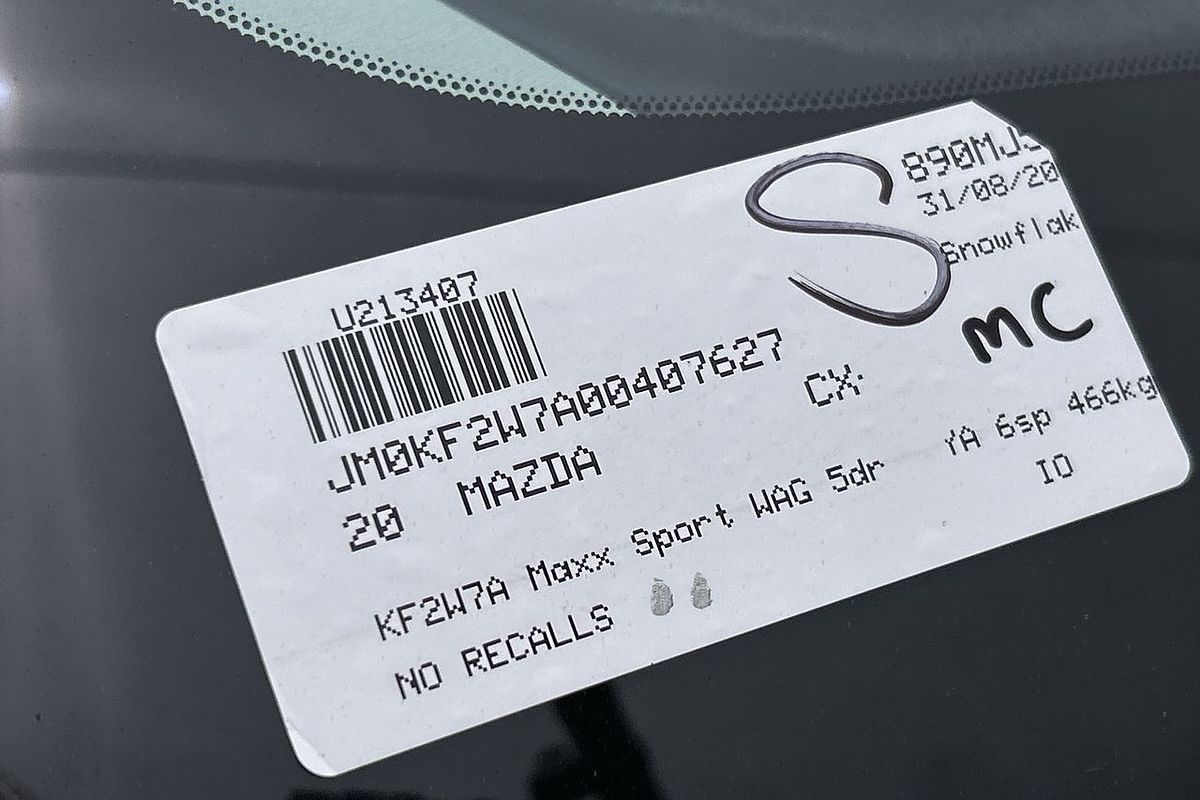 U213407
890MJ
31/08/20
Snowflak
S
MC
JM0KF2W7A00407627
20 MAZDA CX-
KF2W7A Maxx Sport WAG 5dr YA 6sp 466kg
NO RECALLS IO